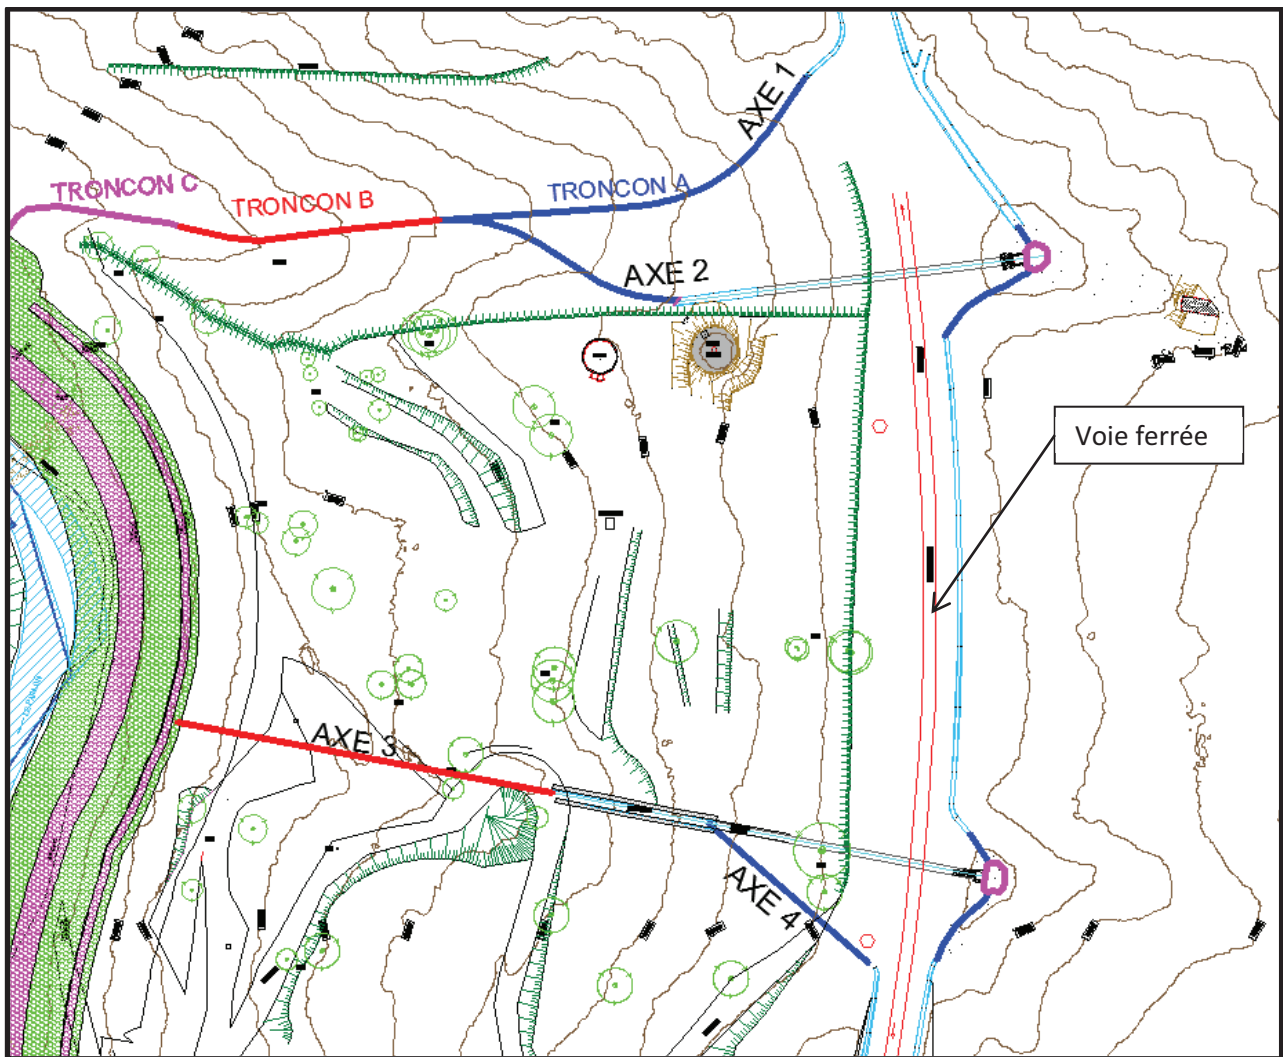 AXE 1
TRONCON C
TRONCON B
TRONCON A
AXE 2
Voie ferrée
AXE 3
AXE 4